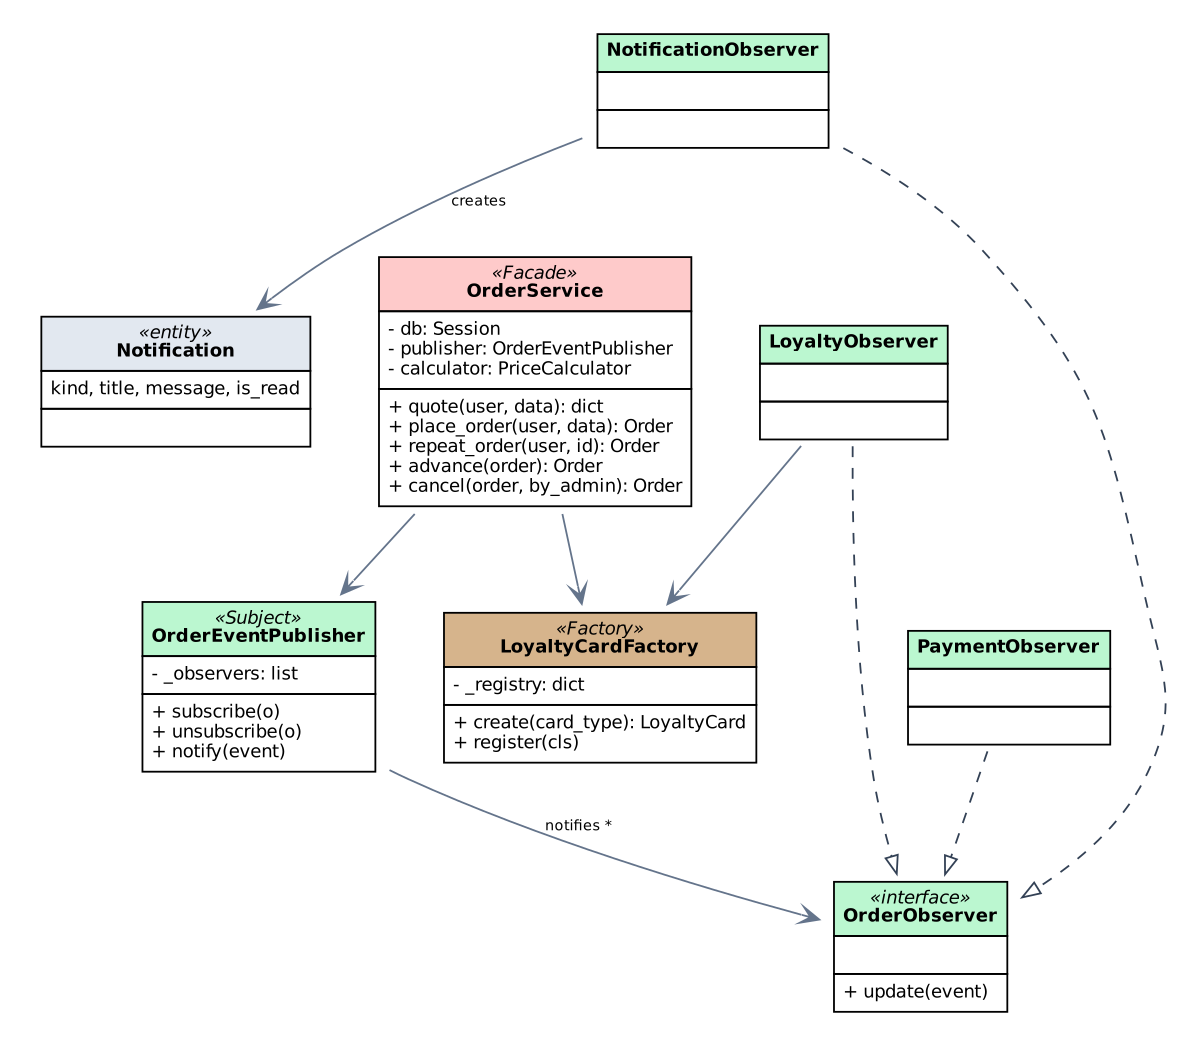 NotificationObserver
creates
«Facade»
OrderService
- db: Session
- publisher: OrderEventPublisher
- calculator: PriceCalculator
+ quote(user, data): dict
+ place_order(user, data): Order
+ repeat_order(user, id): Order
+ advance(order): Order
+ cancel(order, by_admin): Order
«entity»
Notification
kind, title, message, is_read
LoyaltyObserver
«Subject»
OrderEventPublisher
- _observers: list
+ subscribe(o)
+ unsubscribe(o)
+ notify(event)
«Factory»
LoyaltyCardFactory
- _registry: dict
+ create(card_type): LoyaltyCard
+ register(cls)
PaymentObserver
notifies *
«interface»
OrderObserver
+ update(event)